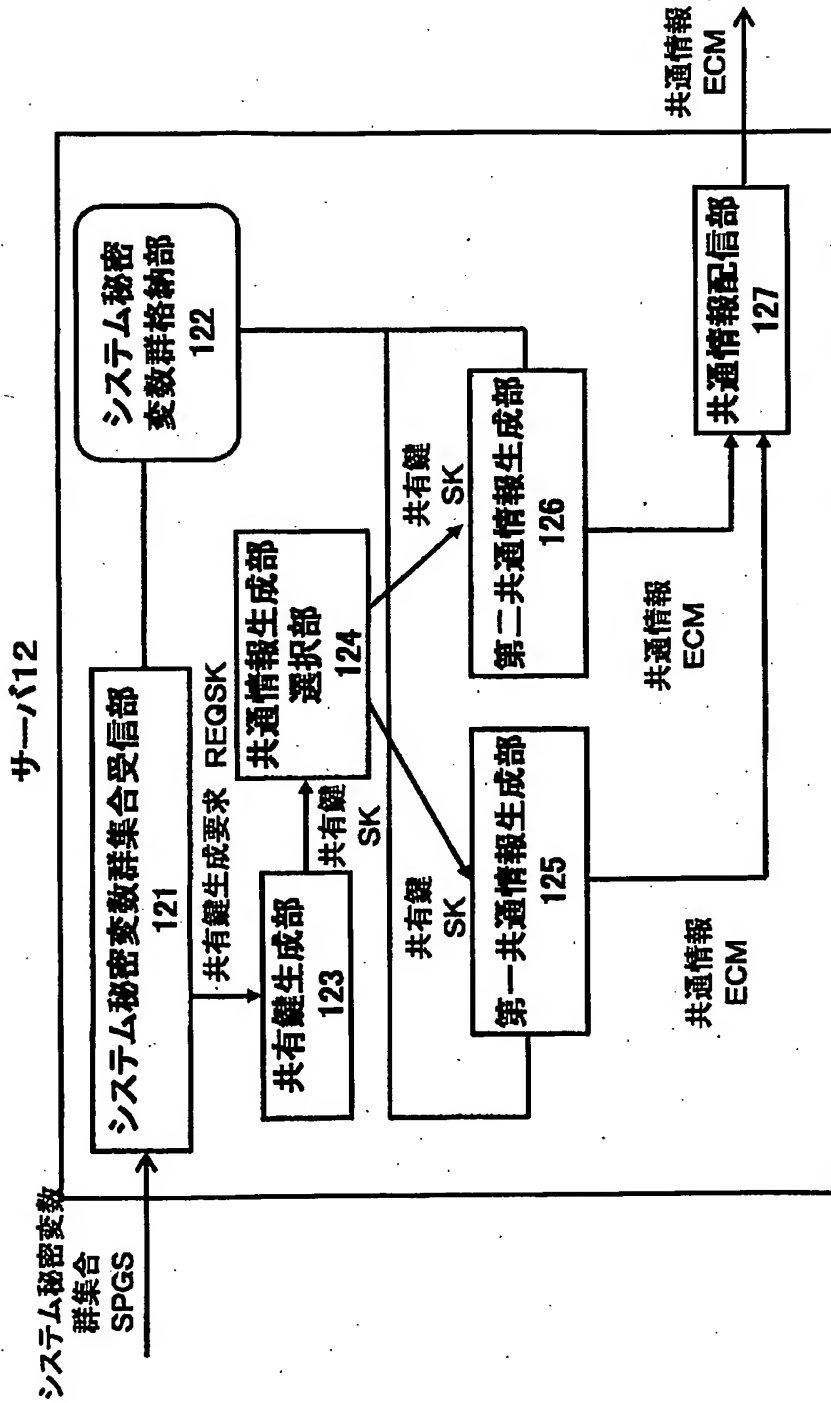 サーバ12
システム秘密変数
群集合
SPGS
システム秘密変数群集合受信部
121
システム秘密
変数群格納部
122
共有鍵生成要求 REQSK
共有鍵生成部
123
共有鍵
SK
共通情報生成部
選択部
124
共有鍵
SK
共有鍵
SK
第一共通情報生成部
125
第二共通情報生成部
126
共通情報
ECM
共通情報
ECM
共通情報配信部
127
共通情報
ECM